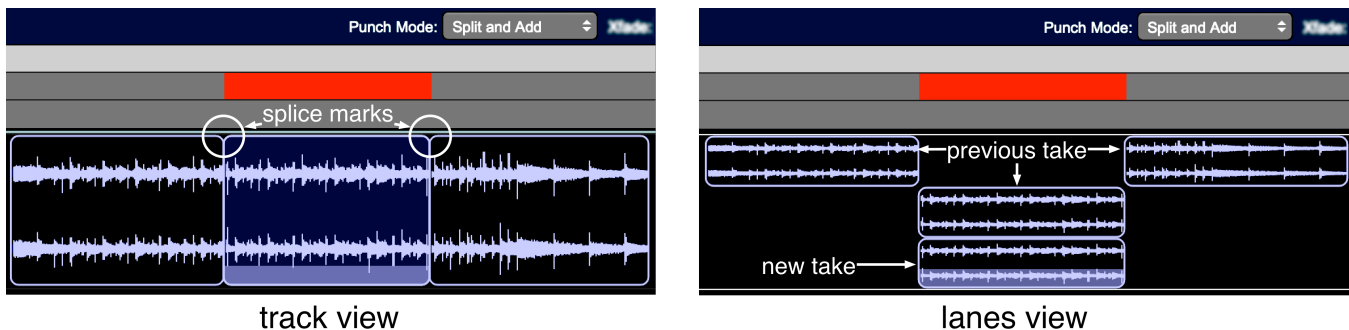 Punch Mode: Split and Add
splice marks
track view
Punch Mode: Split and Add
previous take
new take
lanes view